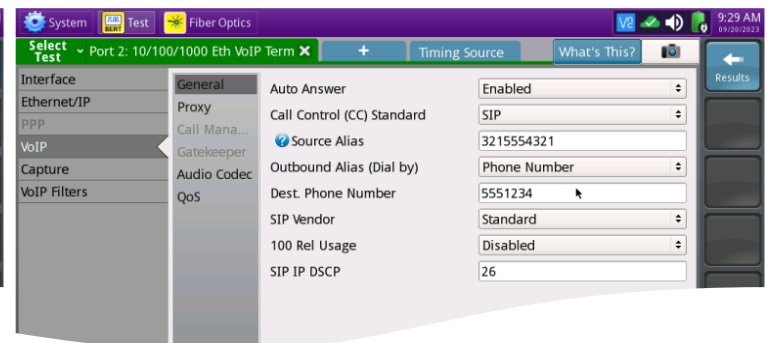 System Test Fiber Optics V2 9:29 AM
09/20/2023
Select Test Port 2: 10/100/1000 Eth VoIP Term + Timing Source What's This?
Results
Interface
Ethernet/IP
PPP
VoIP
Capture
VoIP Filters
General
Proxy
Call Mana...
Gatekeeper
Audio Codec
QoS
Auto Answer Enabled
Call Control (CC) Standard SIP
Source Alias 3215554321
Outbound Alias (Dial by) Phone Number
Dest. Phone Number 5551234
SIP Vendor Standard
100 Rel Usage Disabled
SIP IP DSCP 26